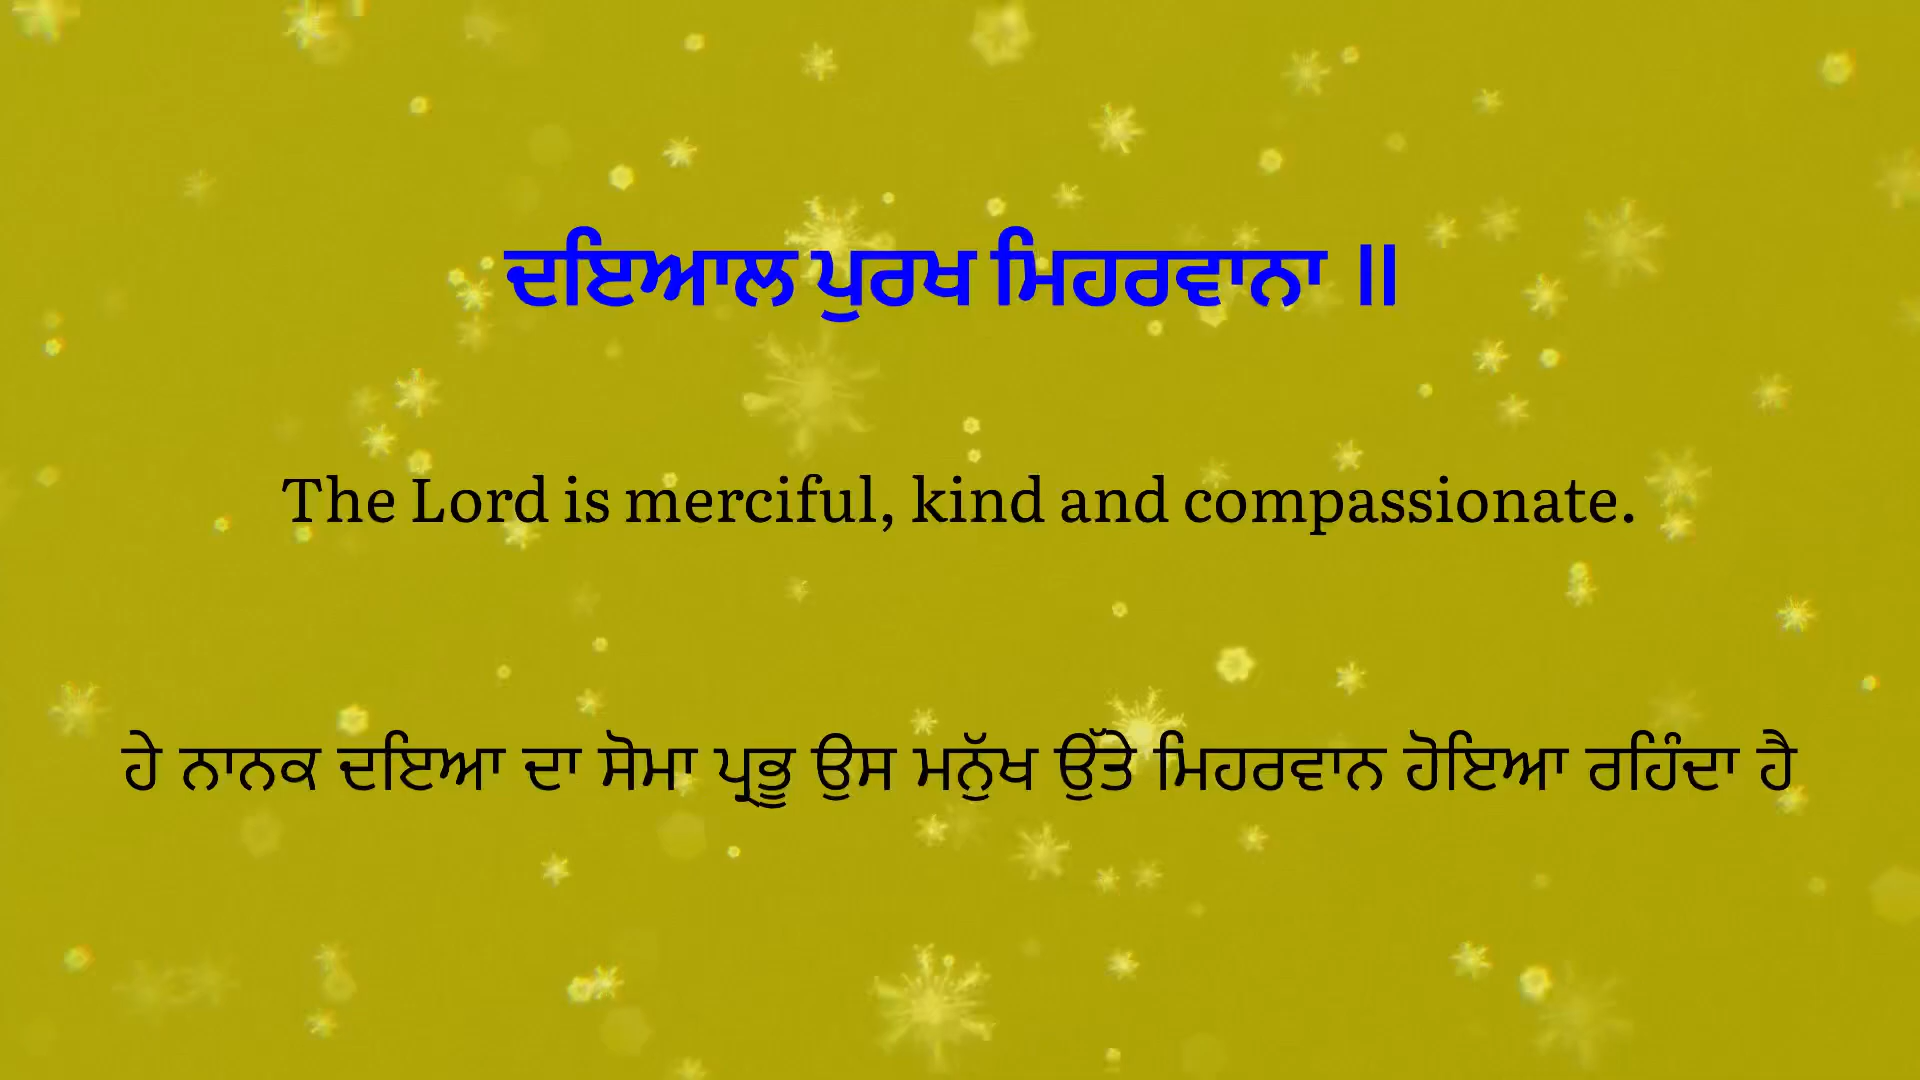 ਦਇਆਲ ਪੁਰਖ ਮਿਹਰਵਾਨਾ ॥
The Lord is merciful, kind and compassionate.
ਹੇ ਨਾਨਕ ਦਇਆ ਦਾ ਸੋਮਾ ਪ੍ਰਭੂ ਉਸ ਮਨੁੱਖ ਉੱਤੇ ਮਿਹਰਵਾਨ ਹੋਇਆ ਰਹਿੰਦਾ ਹੈ